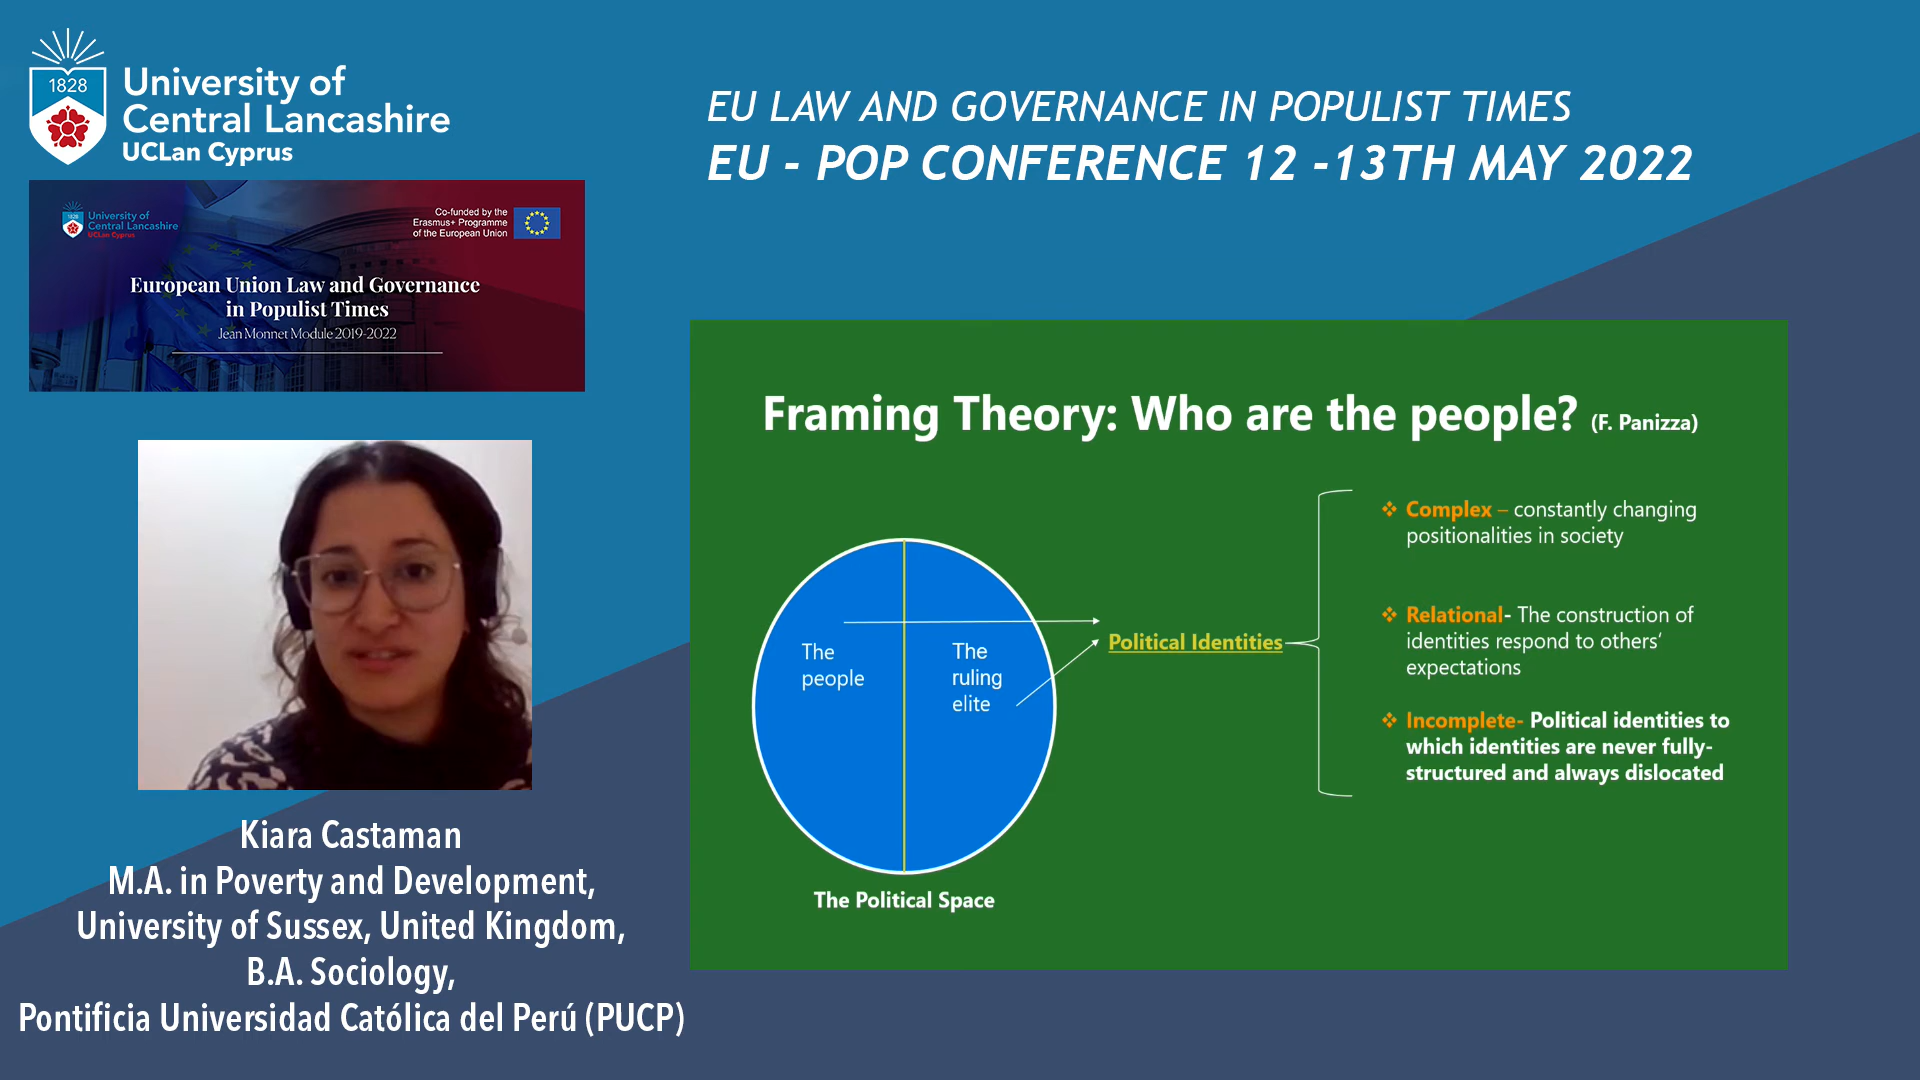 1828
University of
Central Lancashire
UCLan Cyprus
EU LAW AND GOVERNANCE IN POPULIST TIMES
EU - POP CONFERENCE 12 -13TH MAY 2022
1828
University of
Central Lancashire
UCLan Cyprus
Co-funded by the
Erasmus+ Programme
of the European Union
European Union Law and Governance
in Populist Times
Jean Monnet Module 2019-2022
Kiara Castaman
M.A. in Poverty and Development,
University of Sussex, United Kingdom,
B.A. Sociology,
Pontificia Universidad Católica del Perú (PUCP)
Framing Theory: Who are the people? (F. Panizza)
The
people
The
ruling
elite
The Political Space
Political Identities
❖ Complex – constantly changing
positionalities in society
❖ Relational- The construction of
identities respond to others‘
expectations
❖ Incomplete- Political identities to
which identities are never fully-
structured and always dislocated